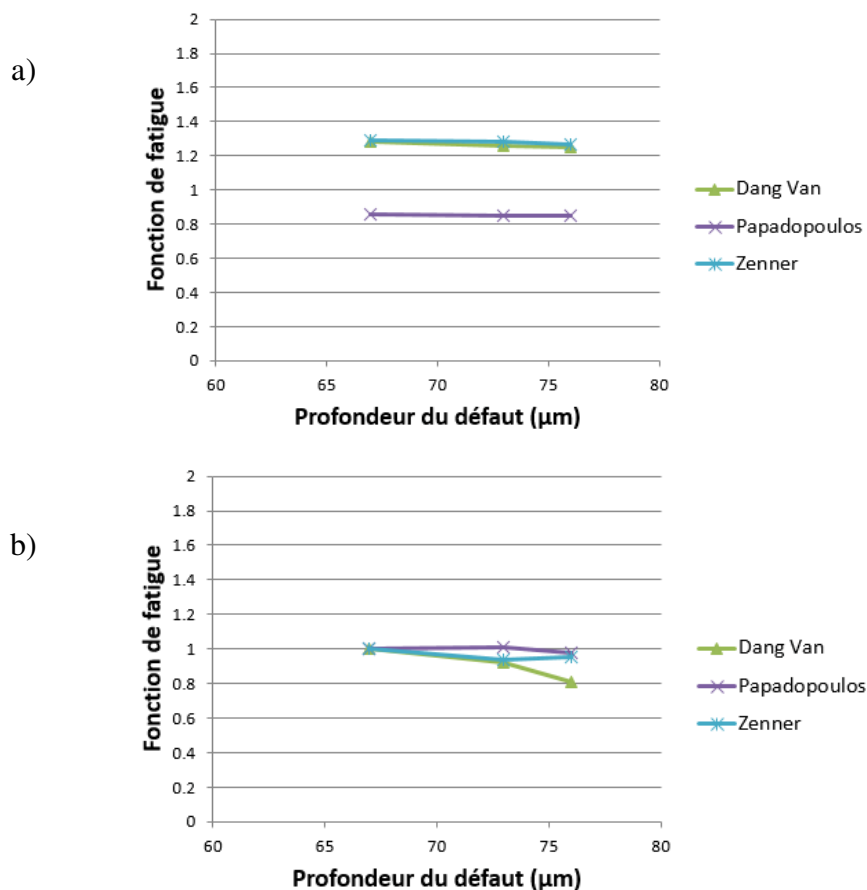 a)
Fonction de fatigue
2
1.8
1.6
1.4
1.2
1
0.8
0.6
0.4
0.2
0
60
65
70
75
80
Profondeur du défaut (µm)
Dang Van
Papadopoulos
Zenner
b)
Fonction de fatigue
2
1.8
1.6
1.4
1.2
1
0.8
0.6
0.4
0.2
0
60
65
70
75
80
Profondeur du défaut (µm)
Dang Van
Papadopoulos
Zenner